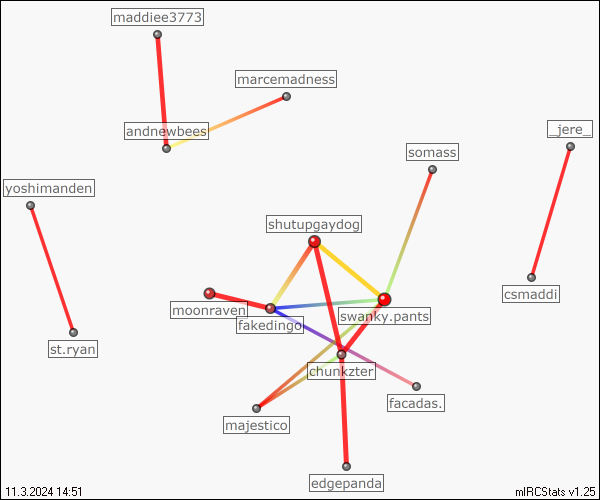 maddiee3773
marcemadness
andnewbees
_jere_
somass
yoshimanden
shutupgaydog
csmaddi
moonraven
swanky.pants
fakedingo
st.ryan
chunkzter
facadas.
majestico
edgepanda
11.3.2024 14:51
mIRCStats v1.25